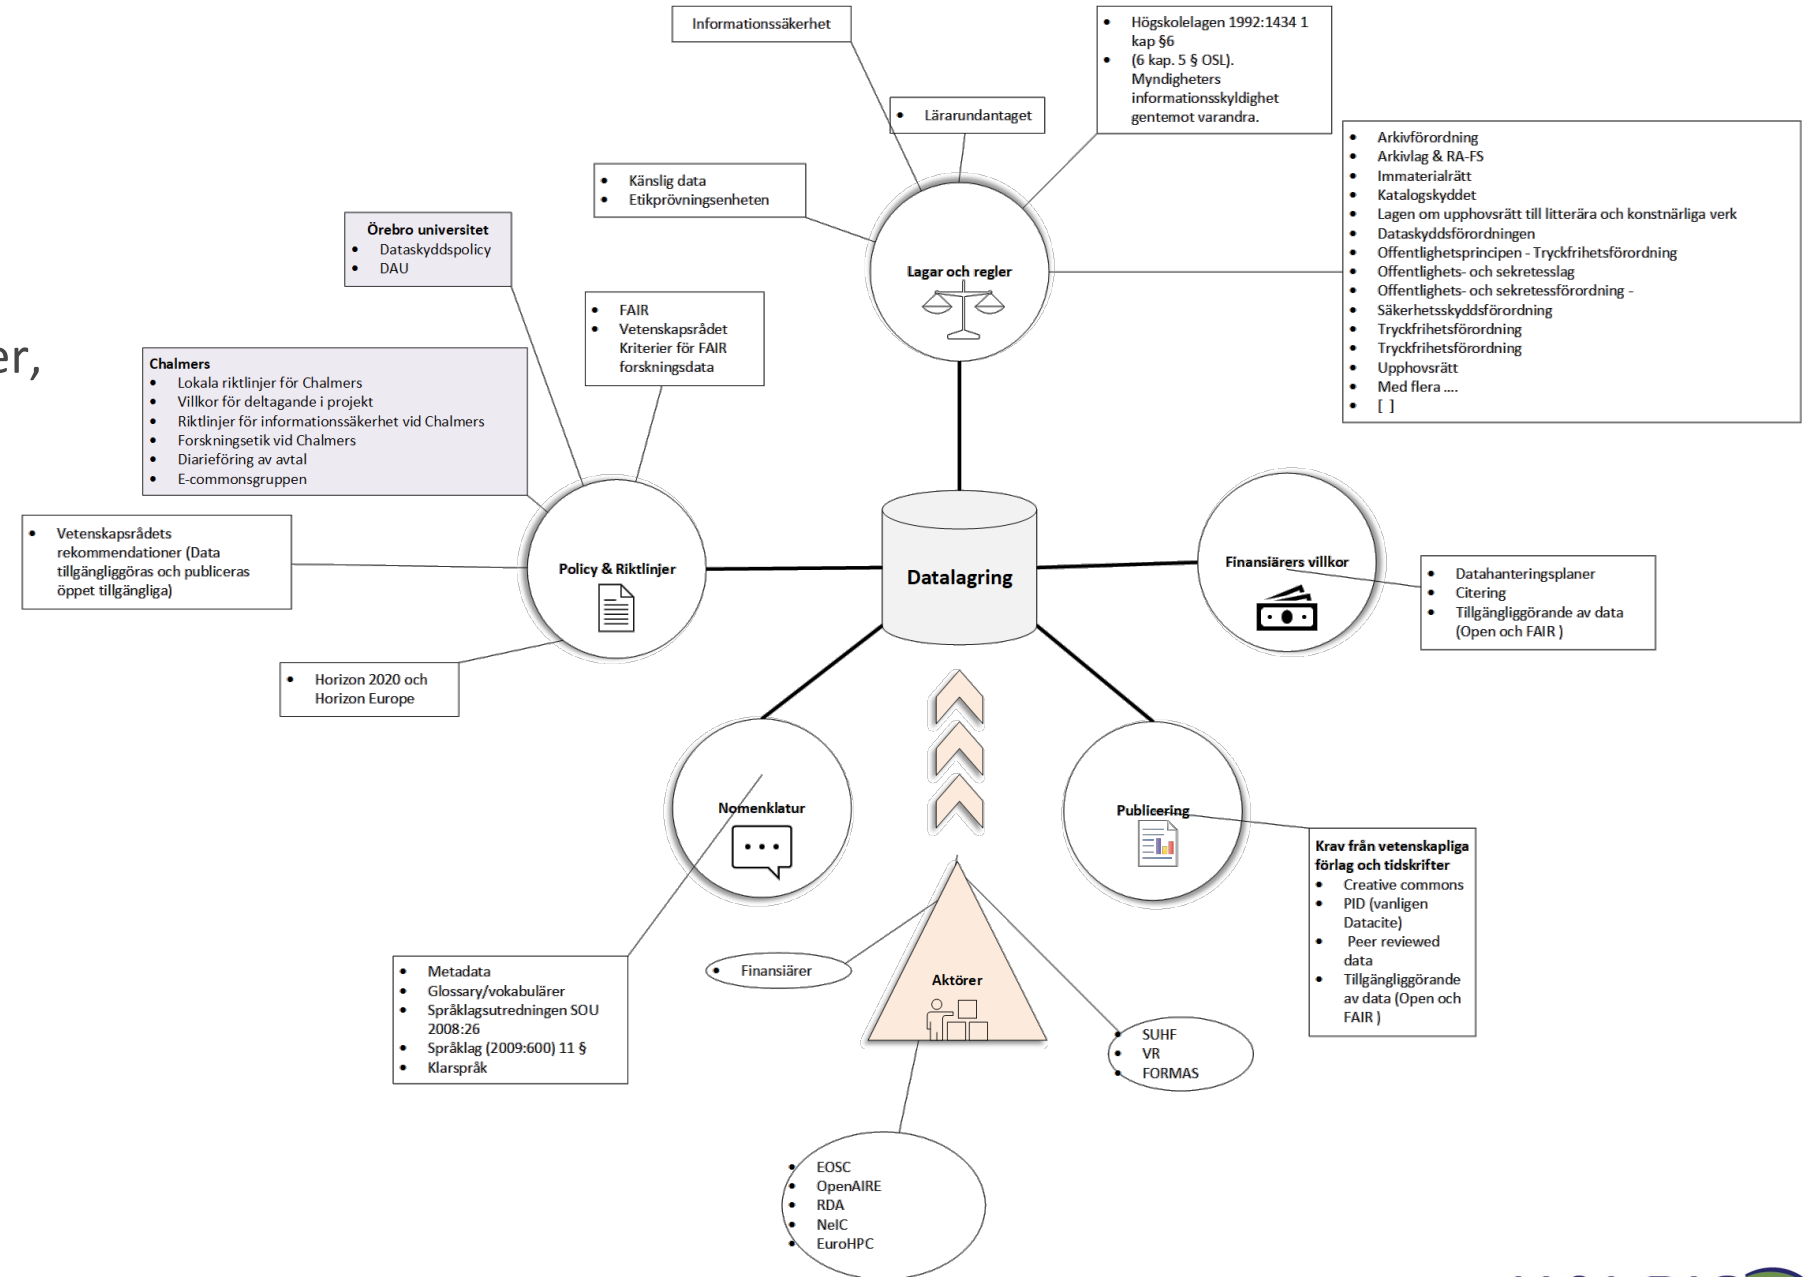 Informationssäkerhet
• Högskolelagen 1992:1434 1
kap §6
• (6 kap. 5 § OSL).
Myndigheters
informationsskyldighet
gentemot varandra.
• Lärarundantaget
• Känslig data
• Etikprövningsenheten
• Arkivförordning
• Arkivlag & RA-FS
• Immaterialrätt
• Katalogskyddet
• Lagen om upphovsrätt till litterära och konstnärliga verk
• Dataskyddsförordningen
• Offentlighetsprincipen - Tryckfrihetsförordning
• Offentlighets- och sekretesslag
• Offentlighets- och sekretessförordning -
• Säkerhetsskyddsförordning
• Tryckfrihetsförordning
• Tryckfrihetsförordning
• Upphovsrätt
• Med flera ....
• [ ]
Lagar och regler
Örebro universitet
• Dataskyddspolicy
• DAU
• FAIR
• Vetenskapsrådet
Kriterier för FAIR
forskningsdata
er,
Chalmers
• Lokala riktlinjer för Chalmers
• Villkor för deltagande i projekt
• Riktlinjer för informationssäkerhet vid Chalmers
• Forskningsetik vid Chalmers
• Diarieföring av avtal
• E-commonsgruppen
• Vetenskapsrådets
rekommendationer (Data
tillgängliggöras och publiceras
öppet tillgängliga)
Policy & Riktlinjer
• Horizon 2020 och
Horizon Europe
Datalagring
Finansiärers villkor
• Datahanteringsplaner
• Citering
• Tillgängliggörande av data
(Open och FAIR )
Nomenklatur
• Metadata
• Glossary/vokabulärer
• Språklagsutredningen SOU
2008:26
• Språklag (2009:600) 11 §
• Klarspråk
Publicering
Krav från vetenskapliga
förlag och tidskrifter
• Creative commons
• PID (vanligen
Datacite)
• Peer reviewed
data
• Tillgängliggörande
av data (Open och
FAIR )
Aktörer
• Finansiärer
• SUHF
• VR
• FORMAS
• EOSC
• OpenAIRE
• RDA
• NeIC
• EuroHPC